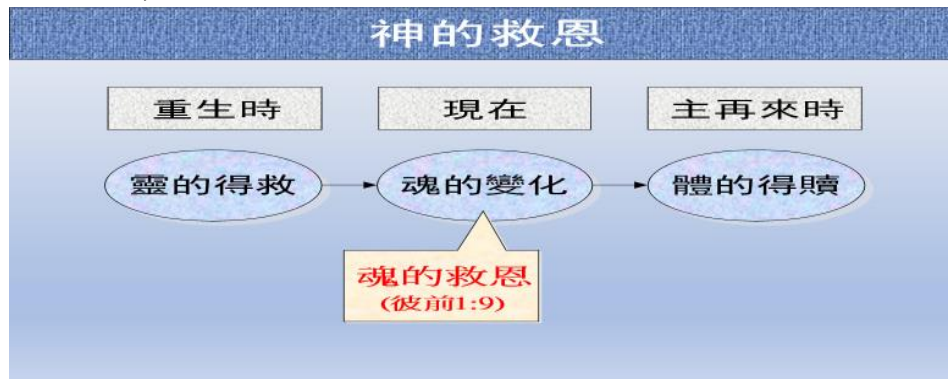 神的救恩
重生時
現在
主再來時
靈的得救
魂的變化
體的得贖
魂的救恩
(彼前1:9)